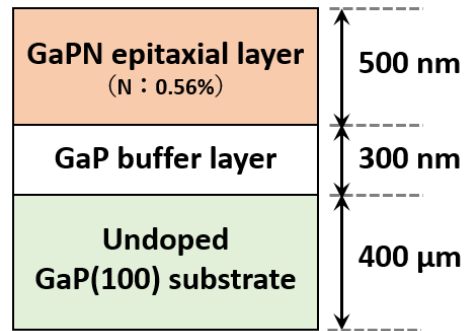 GaPN epitaxial layer
（N：0.56%）
500 nm
GaP buffer layer
300 nm
Undoped
GaP(100) substrate
400 μm